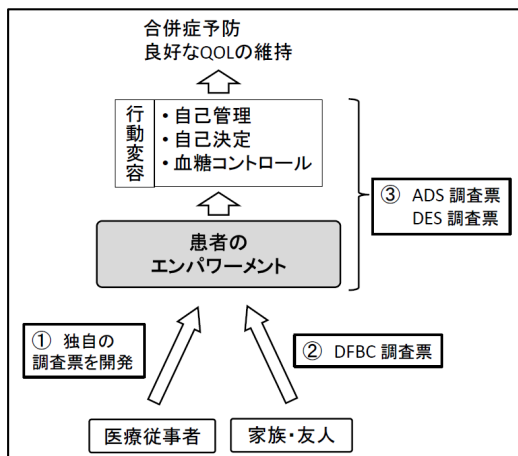 合併症予防
良好なQOLの維持
行動変容
・自己管理
・自己決定
・血糖コントロール
③ ADS 調査票
DES 調査票
患者の
エンパワーメント
① 独自の
調査票を開発
② DFBC 調査票
医療従事者
家族・友人